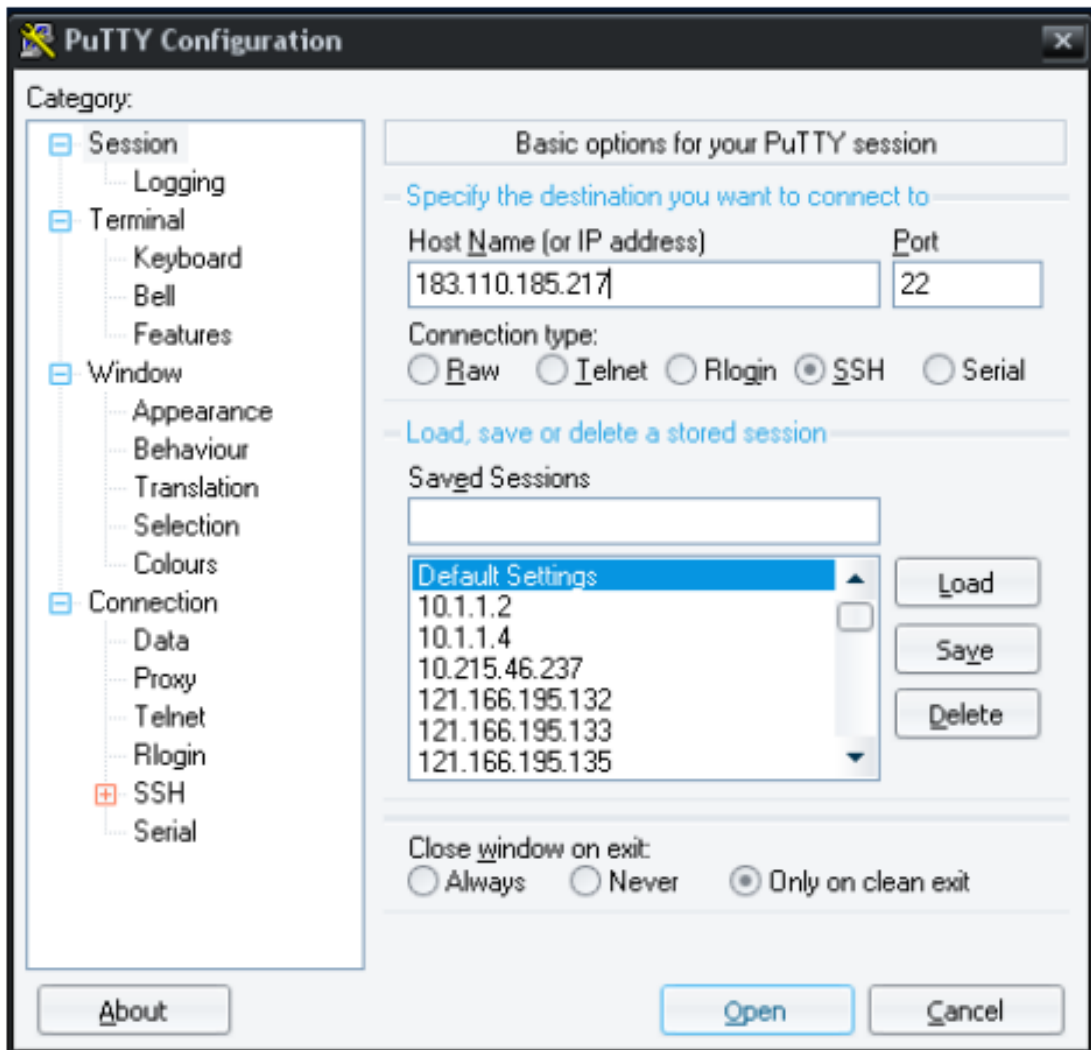 PuTTY Configuration
Category:
Session
Logging
Terminal
Keyboard
Bell
Features
Window
Appearance
Behaviour
Translation
Selection
Colours
Connection
Data
Proxy
Telnet
Rlogin
SSH
Serial
Basic options for your PuTTY session
Specify the destination you want to connect to
Host Name (or IP address) Port
183.110.185.217 22
Connection type:
Raw Telnet Rlogin SSH Serial
Load, save or delete a stored session
Saved Sessions
Default Settings
10.1.1.2
10.1.1.4
10.215.46.237
121.166.195.132
121.166.195.133
121.166.195.135
Load
Save
Delete
Close window on exit:
Always Never Only on clean exit
About Open Cancel